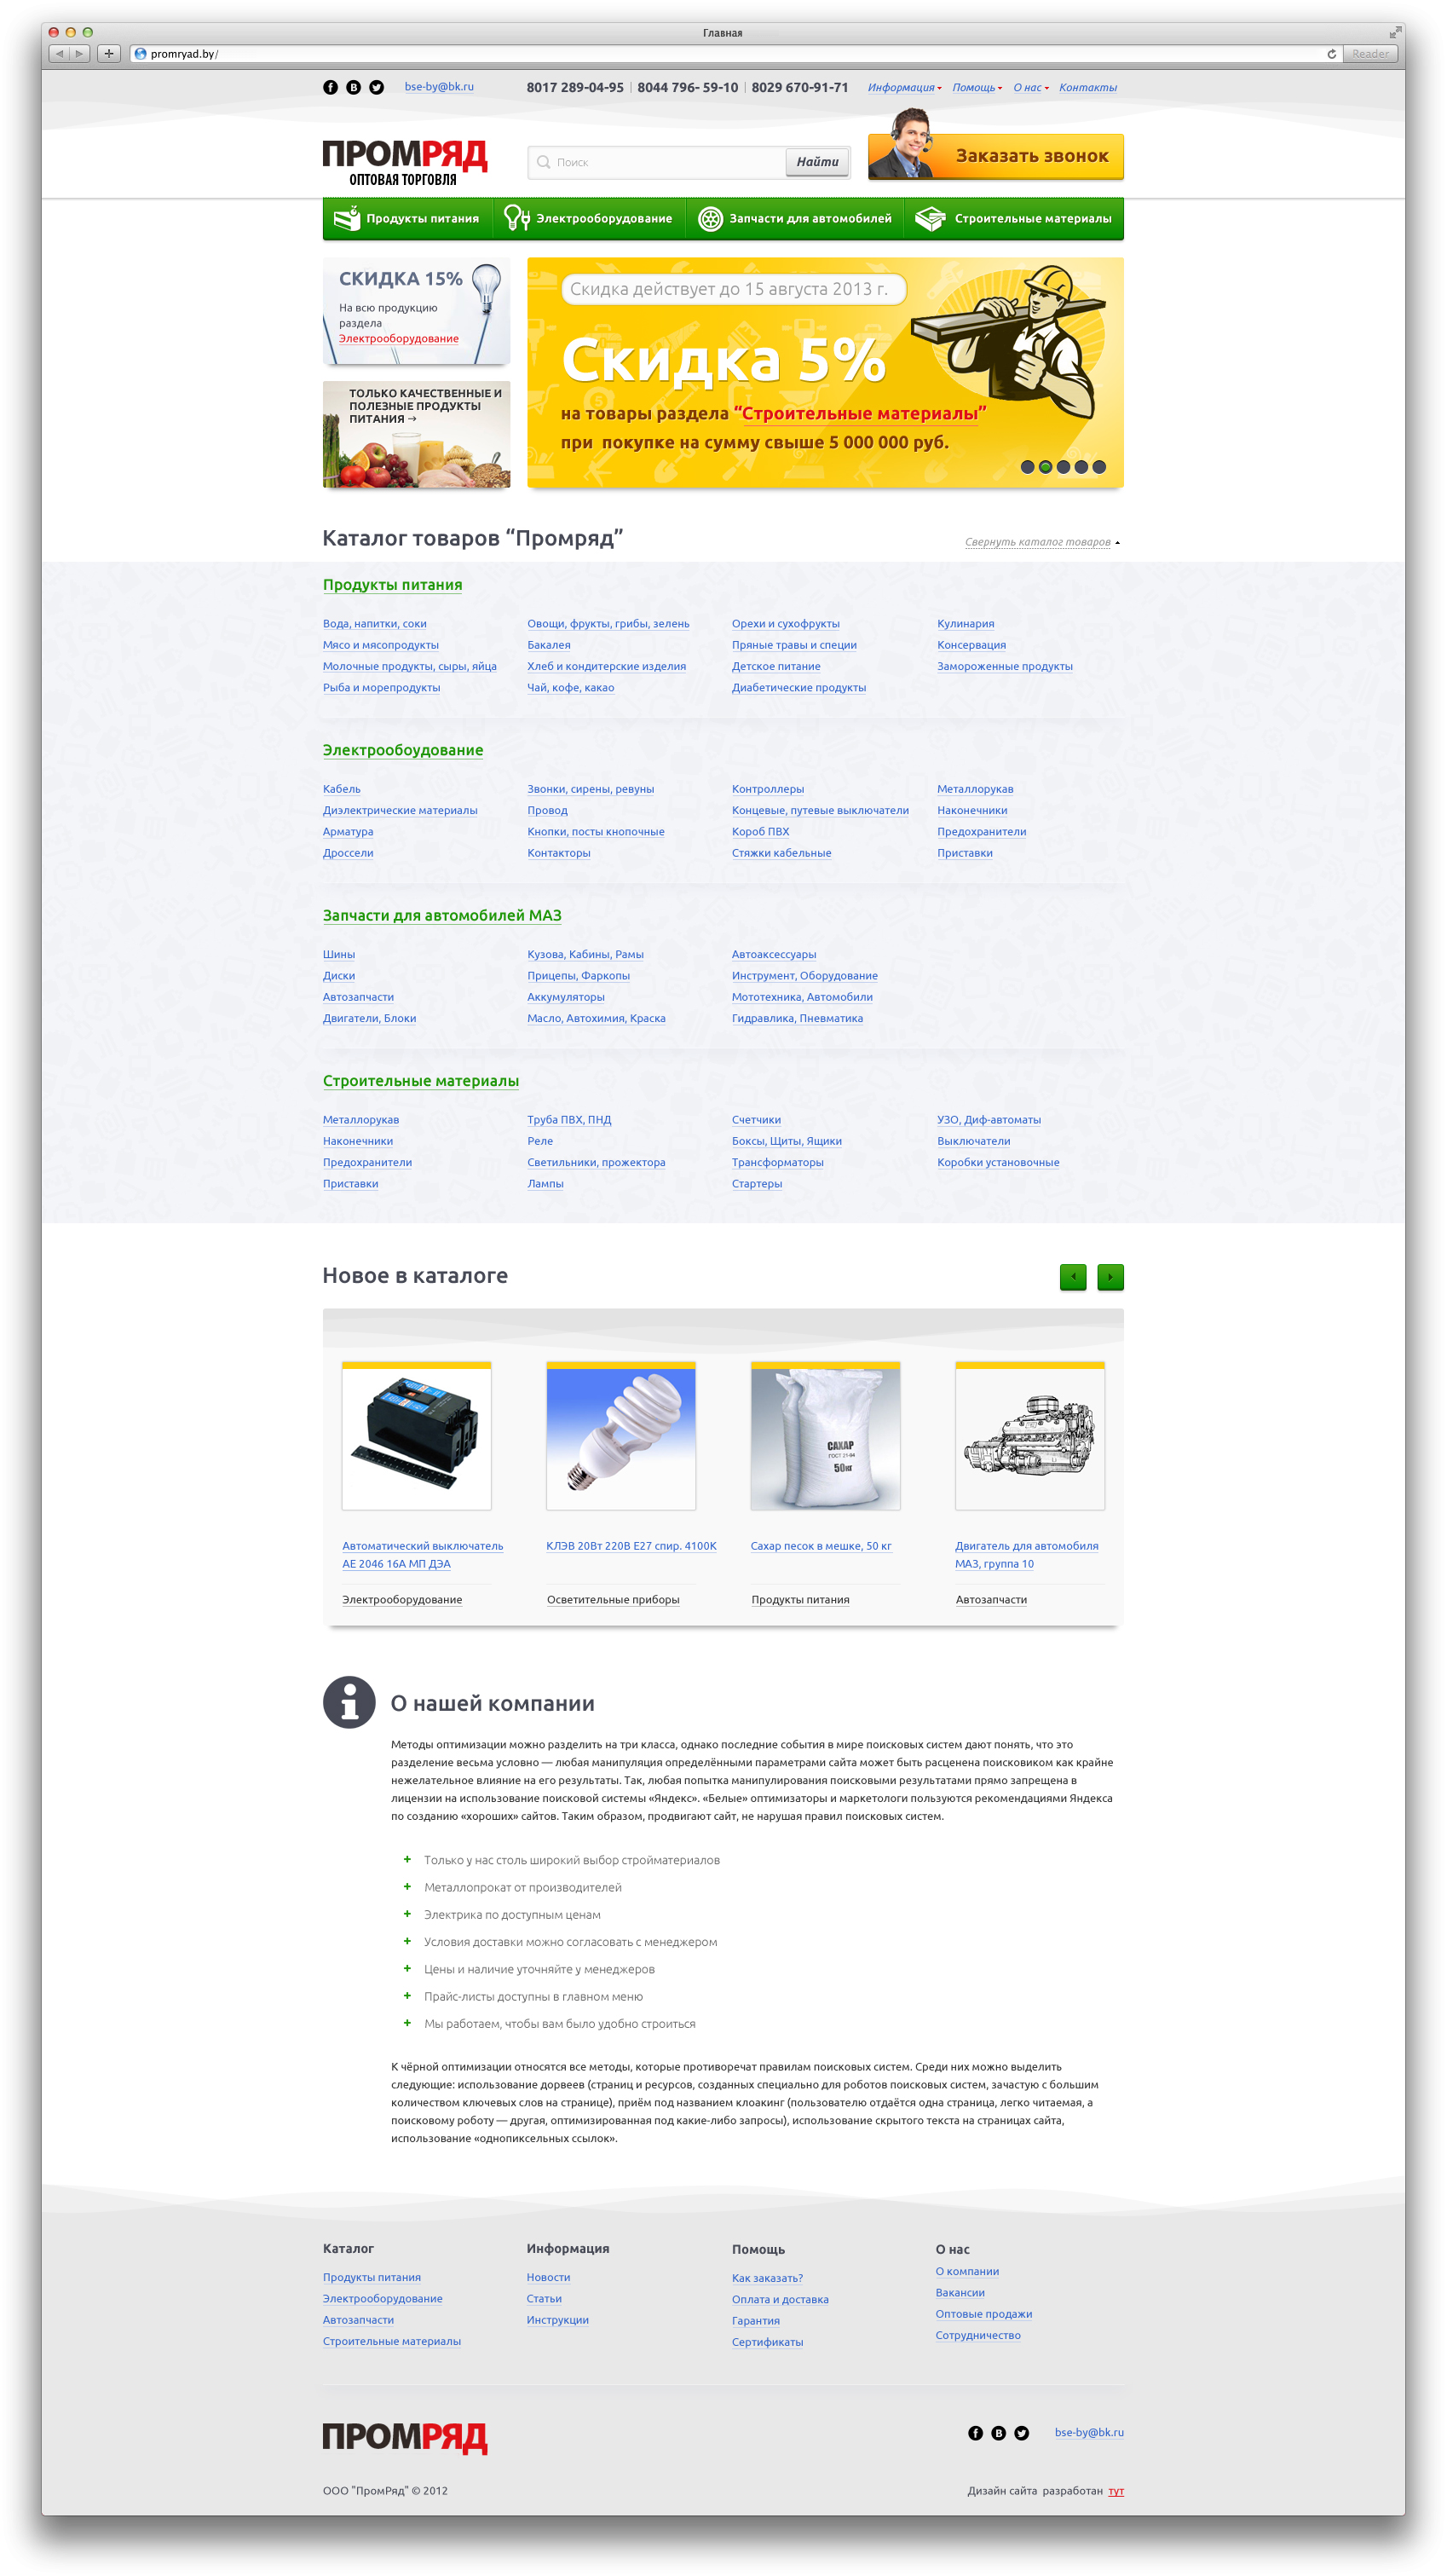 Главная
promryad.by/
Reader
bse-by@bk.ru
8017 289-04-95 | 8044 796- 59-10 | 8029 670-91-71
Информация Помощь О нас Контакты
ПРОМРЯД
ОПТОВАЯ ТОРГОВЛЯ
Поиск
Найти
Заказать звонок
Продукты питания
Электрооборудование
Запчасти для автомобилей
Строительные материалы
СКИДКА 15%
На всю продукцию
раздела
Электрооборудование
ТОЛЬКО КАЧЕСТВЕННЫЕ И
ПОЛЕЗНЫЕ ПРОДУКТЫ
ПИТАНИЯ →
Скидка действует до 15 августа 2013 г.
Скидка 5%
на товары раздела “Строительные материалы”
при покупке на сумму свыше 5 000 000 руб.
Каталог товаров “Промряд”
Свернуть каталог товаров
Продукты питания
Вода, напитки, соки
Мясо и мясопродукты
Молочные продукты, сыры, яйца
Рыба и морепродукты
Овощи, фрукты, грибы, зелень
Бакалея
Хлеб и кондитерские изделия
Чай, кофе, какао
Орехи и сухофрукты
Пряные травы и специи
Детское питание
Диабетические продукты
Кулинария
Консервация
Замороженные продукты
Электрообоудование
Кабель
Диэлектрические материалы
Арматура
Дроссели
Звонки, сирены, ревуны
Провод
Кнопки, посты кнопочные
Контакторы
Контроллеры
Концевые, путевые выключатели
Короб ПВХ
Стяжки кабельные
Металлорукав
Наконечники
Предохранители
Приставки
Запчасти для автомобилей МАЗ
Шины
Диски
Автозапчасти
Двигатели, Блоки
Кузова, Кабины, Рамы
Прицепы, Фаркопы
Аккумуляторы
Масло, Автохимия, Краска
Автоаксессуары
Инструмент, Оборудование
Мототехника, Автомобили
Гидравлика, Пневматика
Строительные материалы
Металлорукав
Наконечники
Предохранители
Приставки
Труба ПВХ, ПНД
Реле
Светильники, прожектора
Лампы
Счетчики
Боксы, Щиты, Ящики
Трансформаторы
Стартеры
УЗО, Диф-автоматы
Выключатели
Коробки установочные
Новое в каталоге
САХАР
ГОСТ 21-94
50кг
Автоматический выключатель
АЕ 2046 16А МП ДЭА
Электрооборудование
КЛЭВ 20Вт 220В Е27 спир. 4100К
Осветительные приборы
Сахар песок в мешке, 50 кг
Продукты питания
Двигатель для автомобиля
МАЗ, группа 10
Автозапчасти
О нашей компании
Методы оптимизации можно разделить на три класса, однако последние события в мире поисковых систем дают понять, что это
разделение весьма условно — любая манипуляция определёнными параметрами сайта может быть расценена поисковиком как крайне
нежелательное влияние на его результаты. Так, любая попытка манипулирования поисковыми результатами прямо запрещена в
лицензии на использование поисковой системы «Яндекс». «Белые» оптимизаторы и маркетологи пользуются рекомендациями Яндекса
по созданию «хороших» сайтов. Таким образом, продвигают сайт, не нарушая правил поисковых систем.
+ Только у нас столь широкий выбор стройматериалов
+ Металлопрокат от производителей
+ Электрика по доступным ценам
+ Условия доставки можно согласовать с менеджером
+ Цены и наличие уточняйте у менеджеров
+ Прайс-листы доступны в главном меню
+ Мы работаем, чтобы вам было удобно строиться
К чёрной оптимизации относятся все методы, которые противоречат правилам поисковых систем. Среди них можно выделить
следующие: использование дорвеев (страниц и ресурсов, созданных специально для роботов поисковых систем, зачастую с большим
количеством ключевых слов на странице), приём под названием клоакинг (пользователю отдаётся одна страница, легко читаемая, а
поисковому роботу — другая, оптимизированная под какие-либо запросы), использование скрытого текста на страницах сайта,
использование «однопиксельных ссылок».
Каталог
Продукты питания
Электрооборудование
Автозапчасти
Строительные материалы
Информация
Новости
Статьи
Инструкции
Помощь
Как заказать?
Оплата и доставка
Гарантия
Сертификаты
О нас
О компании
Вакансии
Оптовые продажи
Сотрудничество
ПРОМРЯД
bse-by@bk.ru
ООО "ПромРяд" © 2012
Дизайн сайта разработан тут